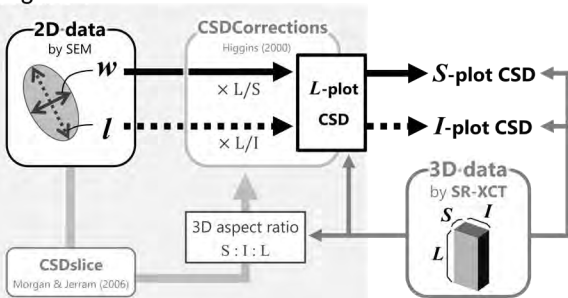 2D data
by SEM
w
l
CSDCorrections
Higgins (2000)
× L/S
× L/I
L-plot
CSD
S-plot CSD
I-plot CSD
3D data
by SR-XCT
S
I
L
3D aspect ratio
S : I : L
CSDslice
Morgan & Jerram (2006)